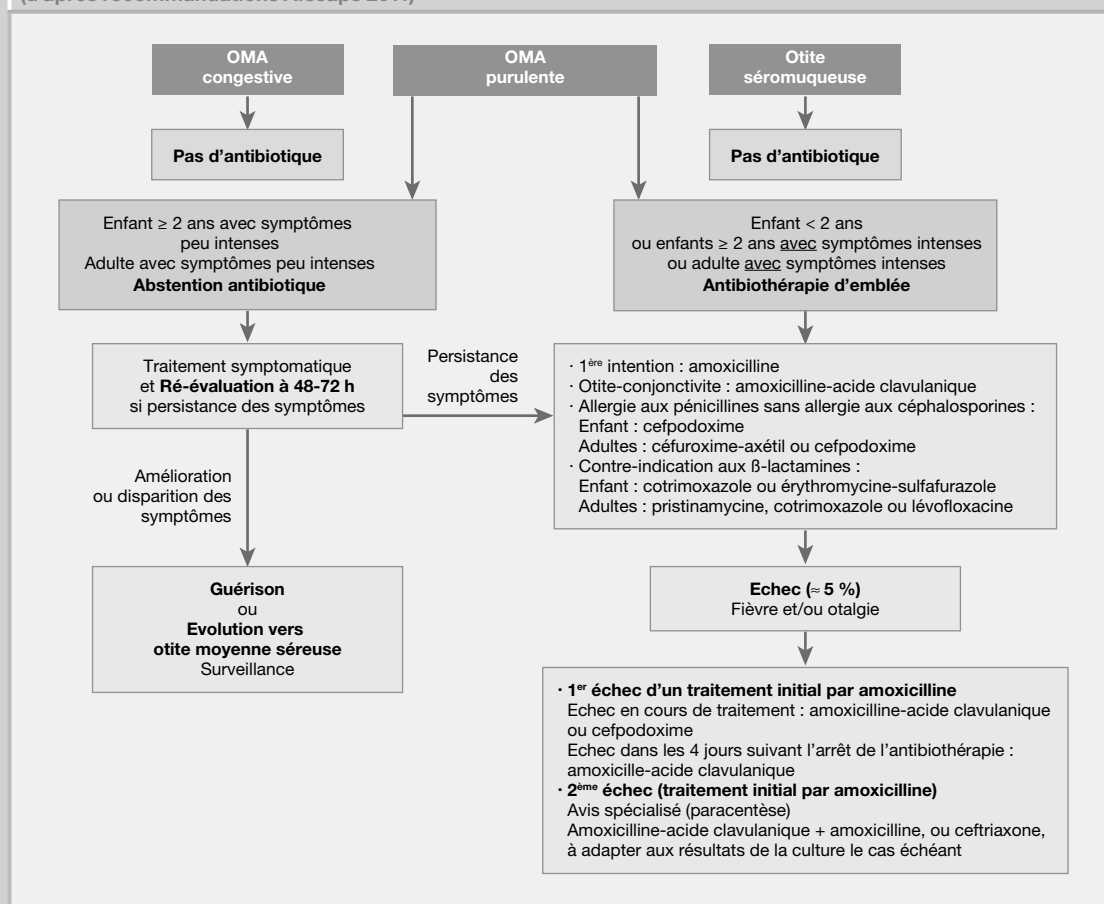 OMA
congestive
OMA
purulente
Otite
séromuqueuse
Pas d'antibiotique
Pas d'antibiotique
Enfant ≥ 2 ans avec symptômes
peu intenses
Adulte avec symptômes peu intenses
Abstention antibiotique
Enfant < 2 ans
ou enfants ≥ 2 ans avec symptômes intenses
ou adulte avec symptômes intenses
Antibiothérapie d'emblée
Traitement symptomatique
et Ré-évaluation à 48-72 h
si persistance des symptômes
Persistance
des
symptômes
· 1ère intention : amoxicilline
· Otite-conjonctivite : amoxicilline-acide clavulanique
· Allergie aux pénicillines sans allergie aux céphalosporines :
Enfant : cefpodoxime
Adultes : céfuroxime-axétil ou cefpodoxime
· Contre-indication aux ß-lactamines :
Enfant : cotrimoxazole ou érythromycine-sulfafurazole
Adultes : pristinamycine, cotrimoxazole ou lévofloxacine
Amélioration
ou disparition des
symptômes
Guérison
ou
Evolution vers
otite moyenne séreuse
Surveillance
Echec (≈ 5 %)
Fièvre et/ou otalgie
· 1er échec d'un traitement initial par amoxicilline
Echec en cours de traitement : amoxicilline-acide clavulanique
ou cefpodoxime
Echec dans les 4 jours suivant l'arrêt de l'antibiothérapie :
amoxicille-acide clavulanique
· 2ème échec (traitement initial par amoxicilline)
Avis spécialisé (paracentèse)
Amoxicilline-acide clavulanique + amoxicilline, ou ceftriaxone,
à adapter aux résultats de la culture le cas échéant